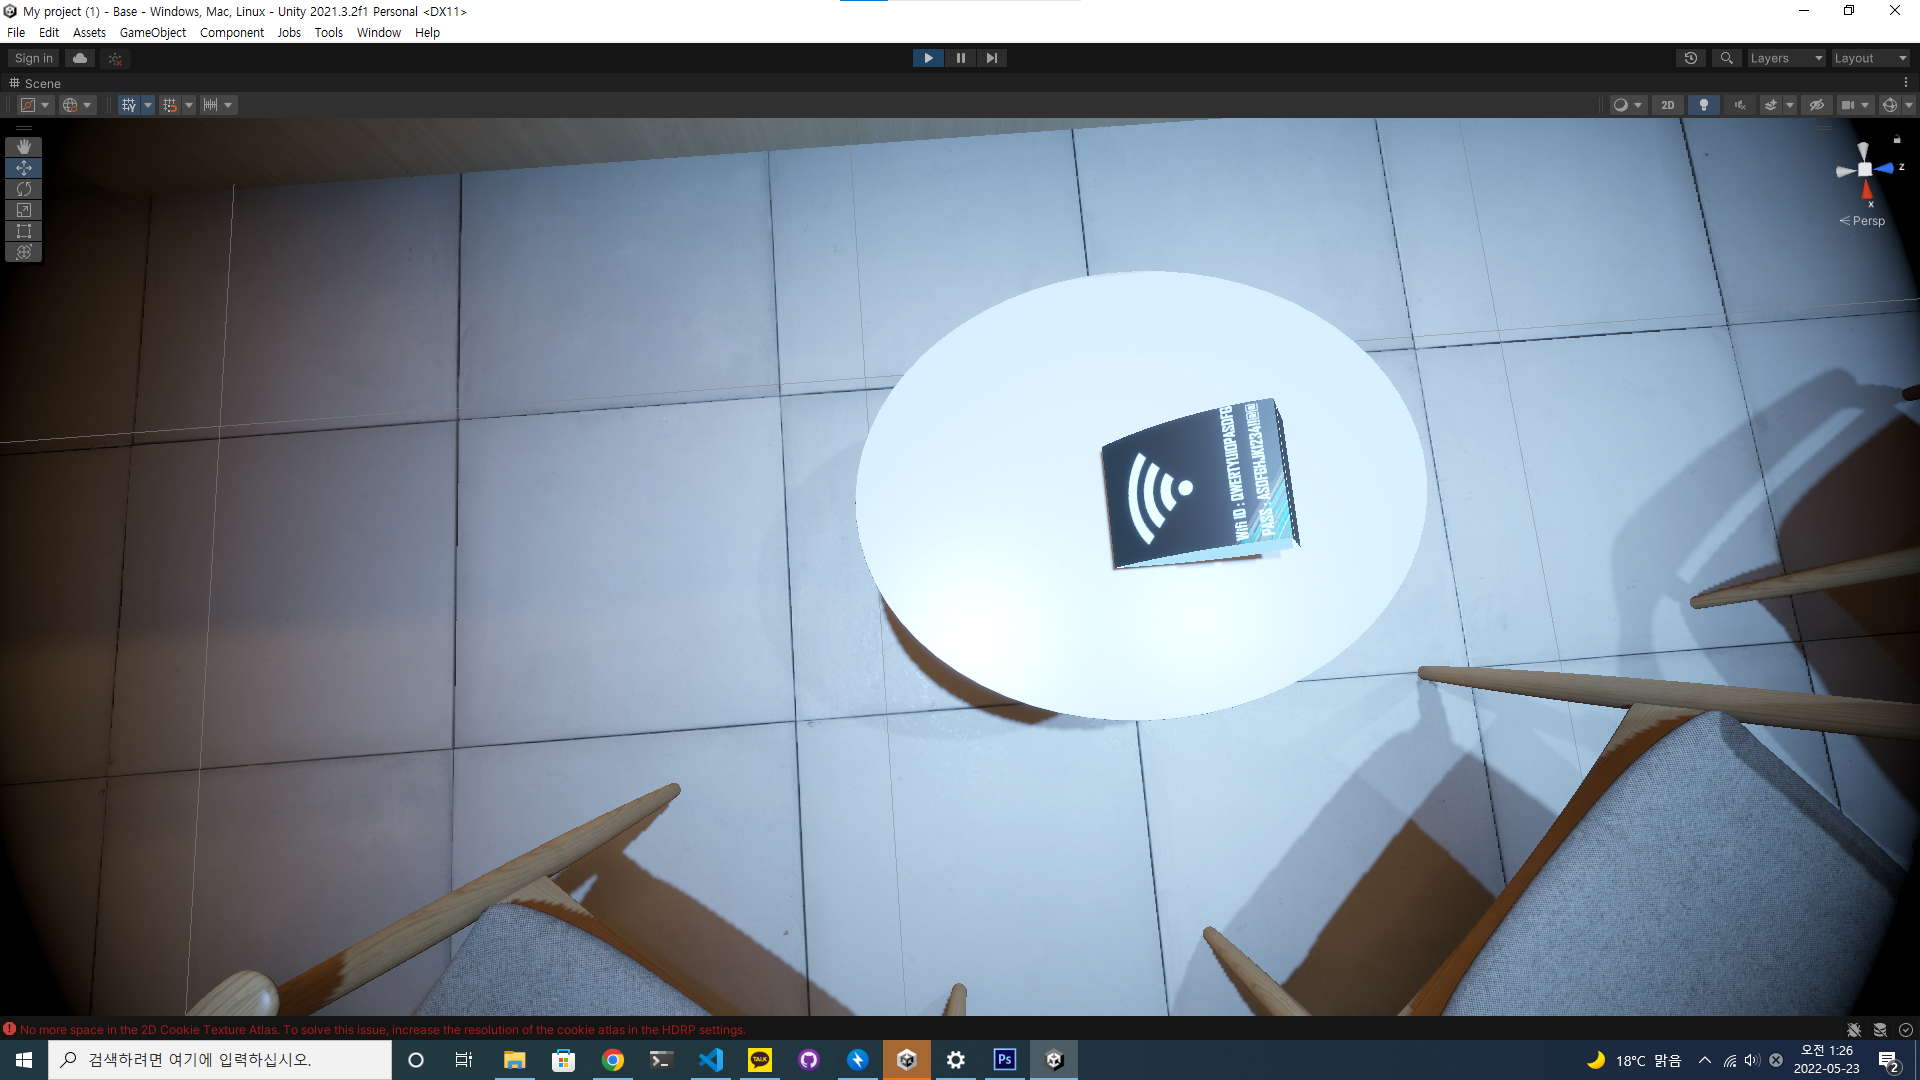 My project (1) - Base - Windows, Mac, Linux - Unity 2021.3.2f1 Personal <DX11>
File Edit Assets GameObject Component Jobs Tools Window Help
Sign in
Layers
Layout
Scene
2D
z
x
Persp
Wifi ID : QWERTYUIOPASDFG
PASS : ASDFGHJK1234!!@@
No more space in the 2D Cookie Texture Atlas. To solve this issue, increase the resolution of the cookie atlas in the HDRP settings.
검색하려면 여기에 입력하십시오.
TALK
Ps
18°C 맑음
오전 1:26
2022-05-23
2